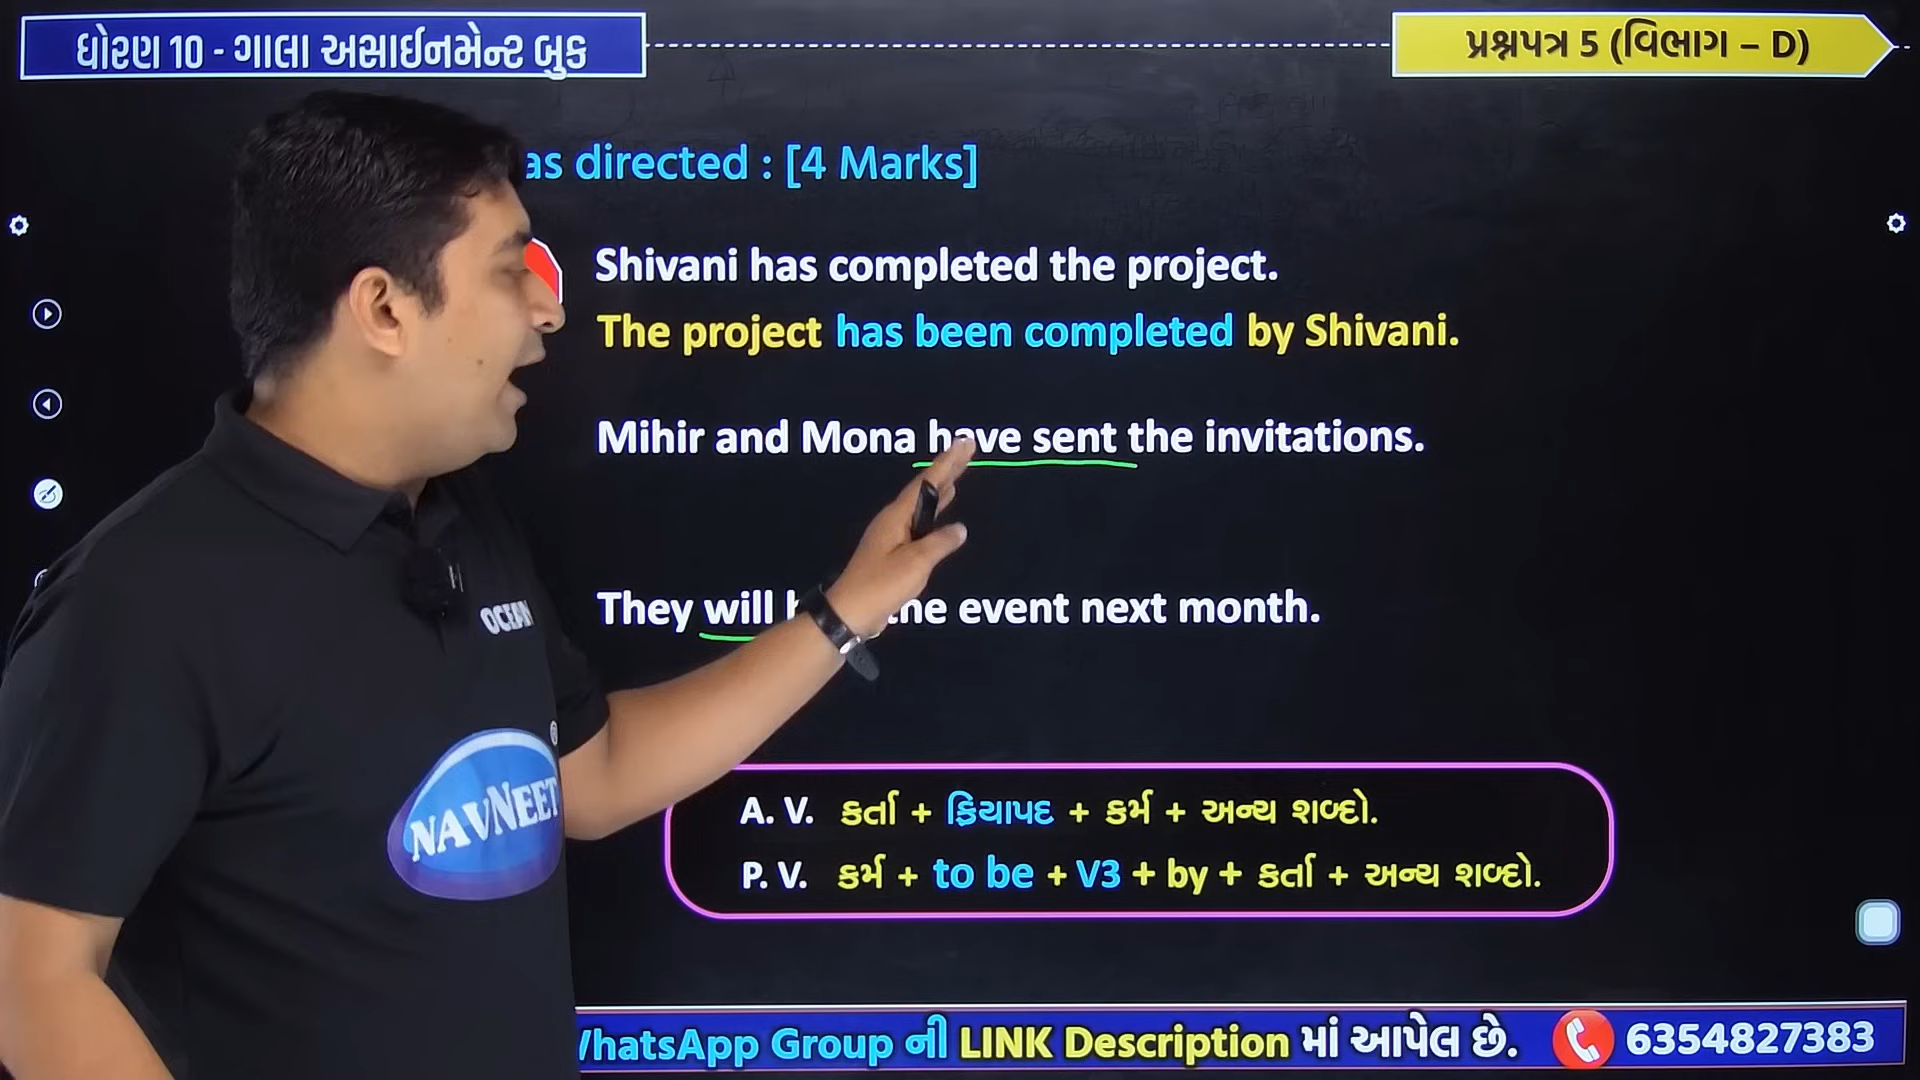 ધોરણ 10 - ગાલા અસાઈનમેન્ટ બુક
પ્રશ્નપત્ર 5 (વિભાગ – D)
as directed : [4 Marks]
Shivani has completed the project.
The project has been completed by Shivani.
Mihir and Mona have sent the invitations.
They will the event next month.
OCEAN
NAVNEET
A. V. કર્તા + ક્રિયાપદ + કર્મ + અન્ય શબ્દો.
P. V. કર્મ + to be + V3 + by + કર્તા + અન્ય શબ્દો.
WhatsApp Group ની LINK Description માં આપેલ છે. 6354827383